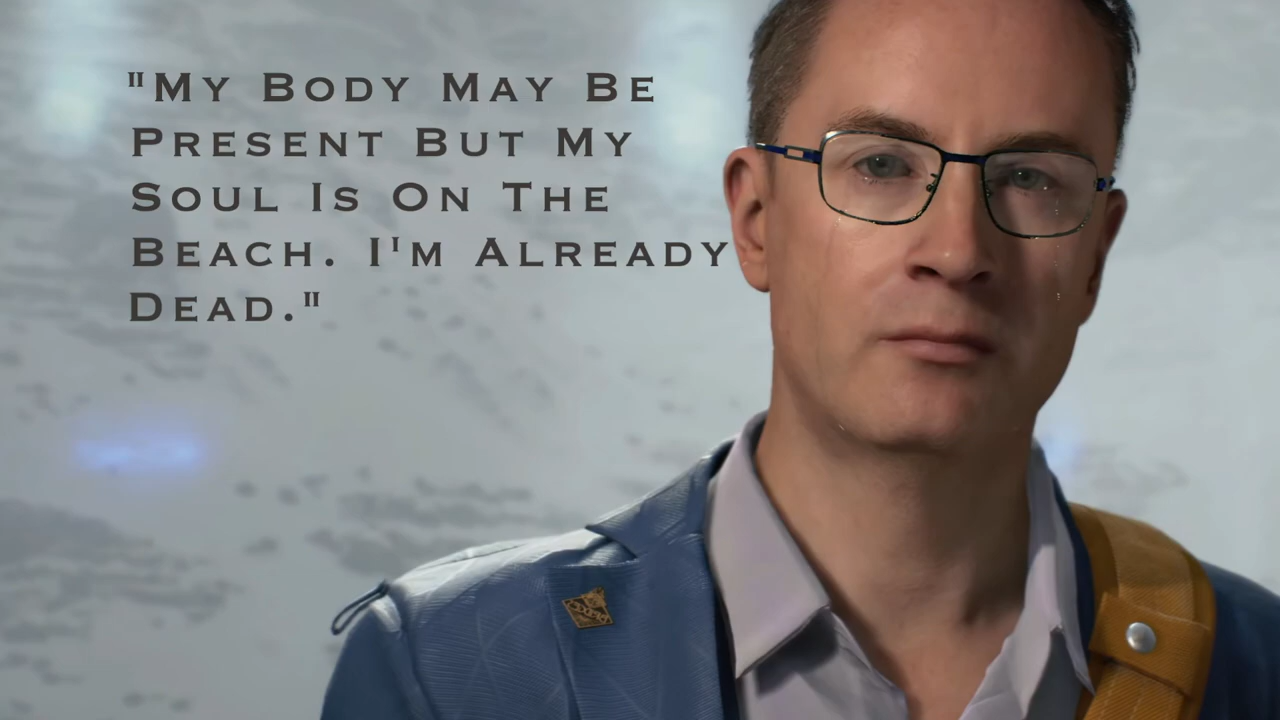 "My Body May Be
Present But My
Soul Is On The
Beach. I'm Already
Dead."